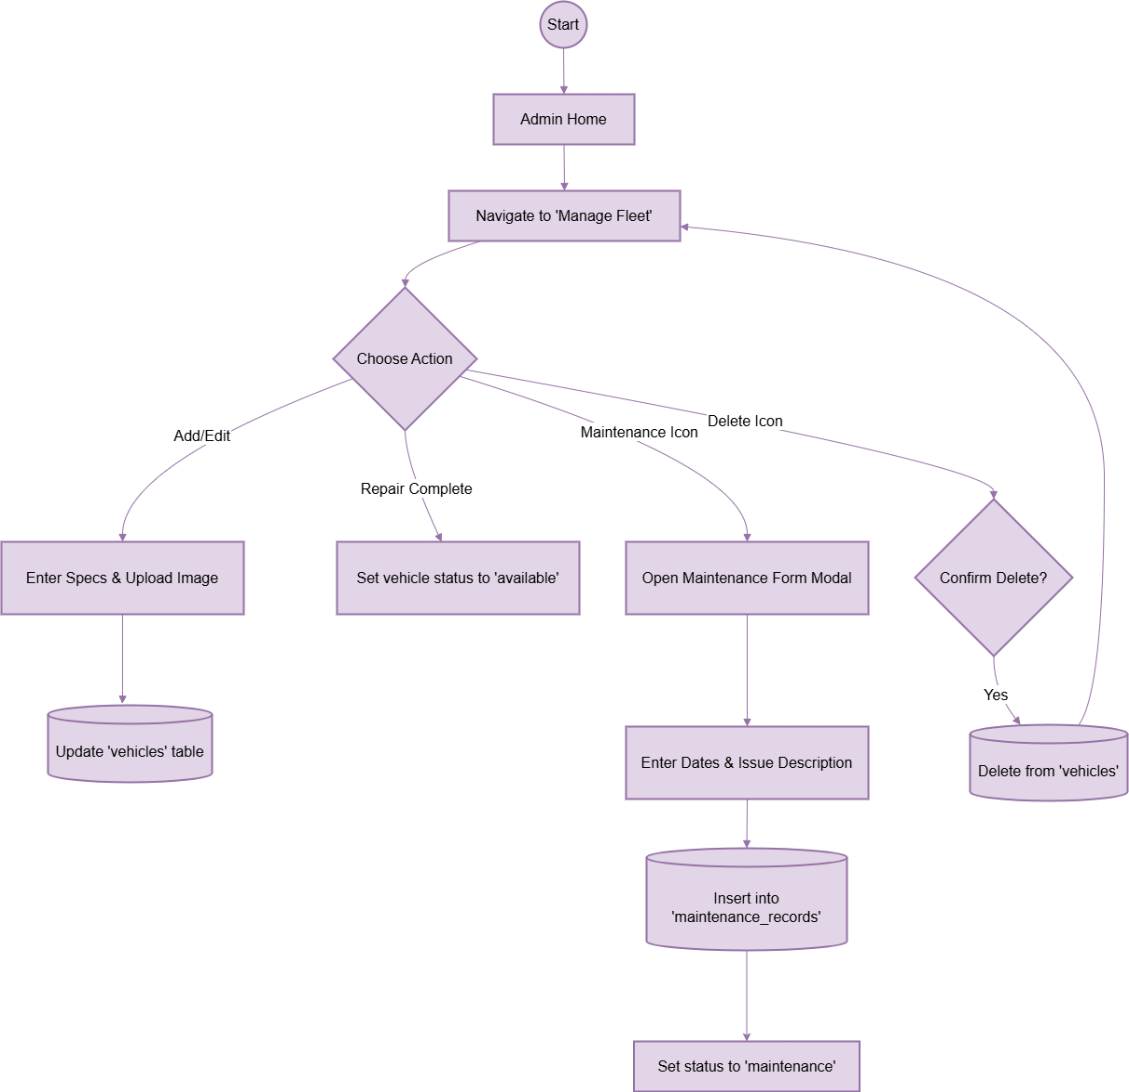 Start
Admin Home
Navigate to 'Manage Fleet'
Choose Action
Delete Icon
Maintenance Icon
Add/Edit
Repair Complete
Enter Specs & Upload Image
Set vehicle status to 'available'
Open Maintenance Form Modal
Confirm Delete?
Yes
Update 'vehicles' table
Enter Dates & Issue Description
Delete from 'vehicles'
Insert into
'maintenance_records'
Set status to 'maintenance'